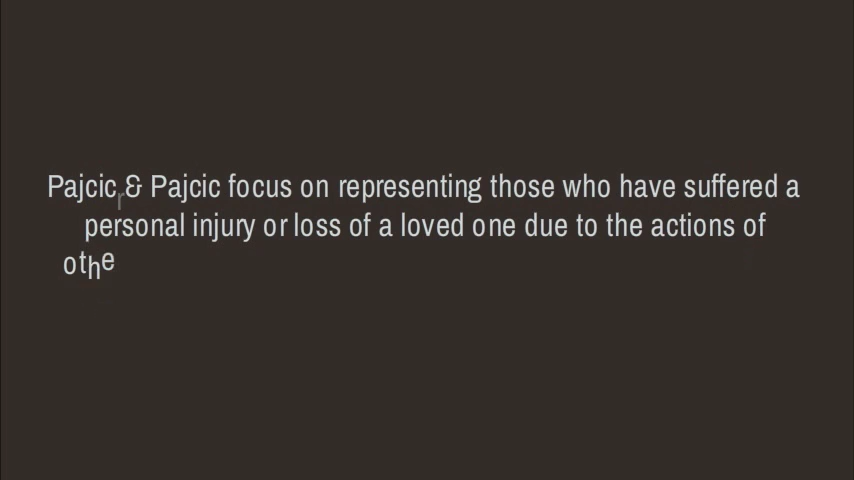 Pajcic & Pajcic focus on representing those who have suffered a
personal injury or loss of a loved one due to the actions of
othe
r